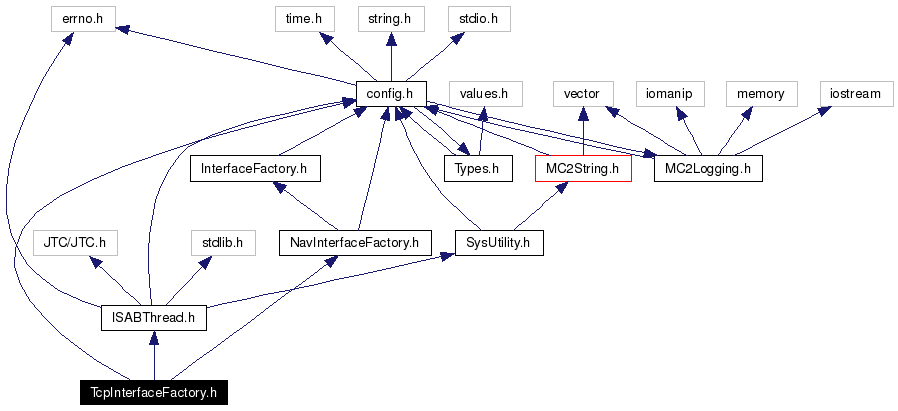 errno.h
time.h
string.h
stdio.h
config.h
values.h
vector
iomanip
memory
iostream
InterfaceFactory.h
Types.h
MC2String.h
MC2Logging.h
JTC/JTC.h
stdlib.h
NavInterfaceFactory.h
SysUtility.h
ISABThread.h
TcpInterfaceFactory.h